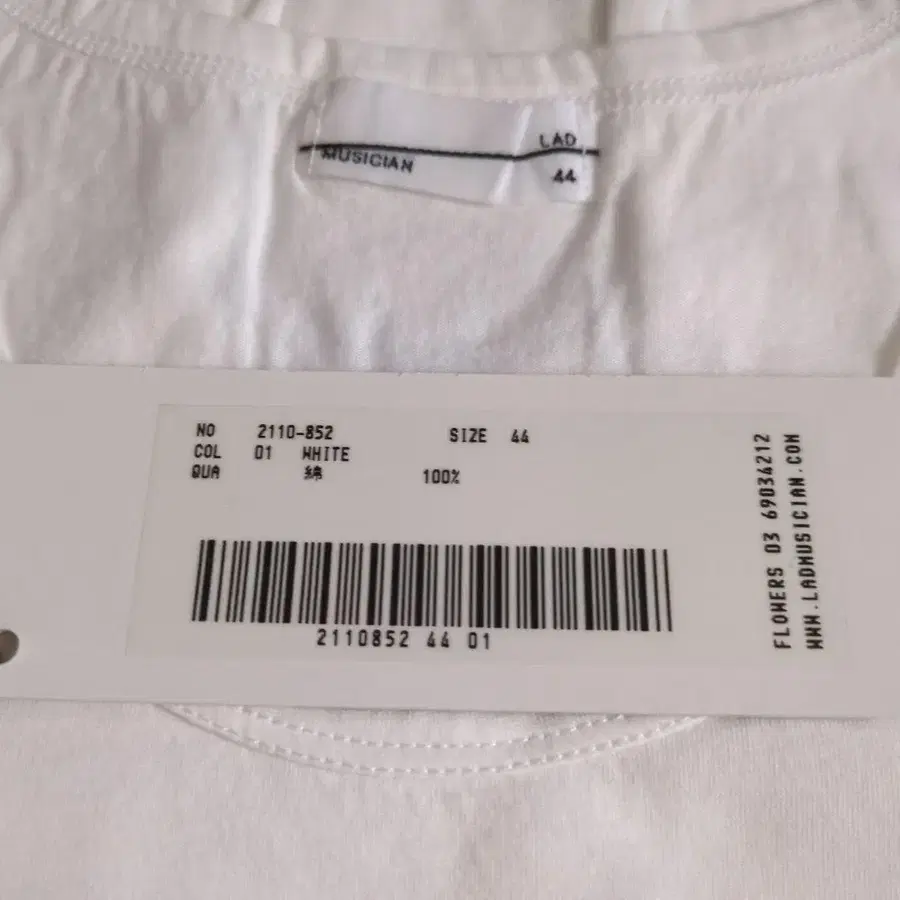 LAD
MUSICIAN
44
NO 2110-852 SIZE 44
COL 01 WHITE
QUA 綿 100%
2110852 44 01
FLOWERS D3 69034212
WWW.LADMUSICIAN.COM